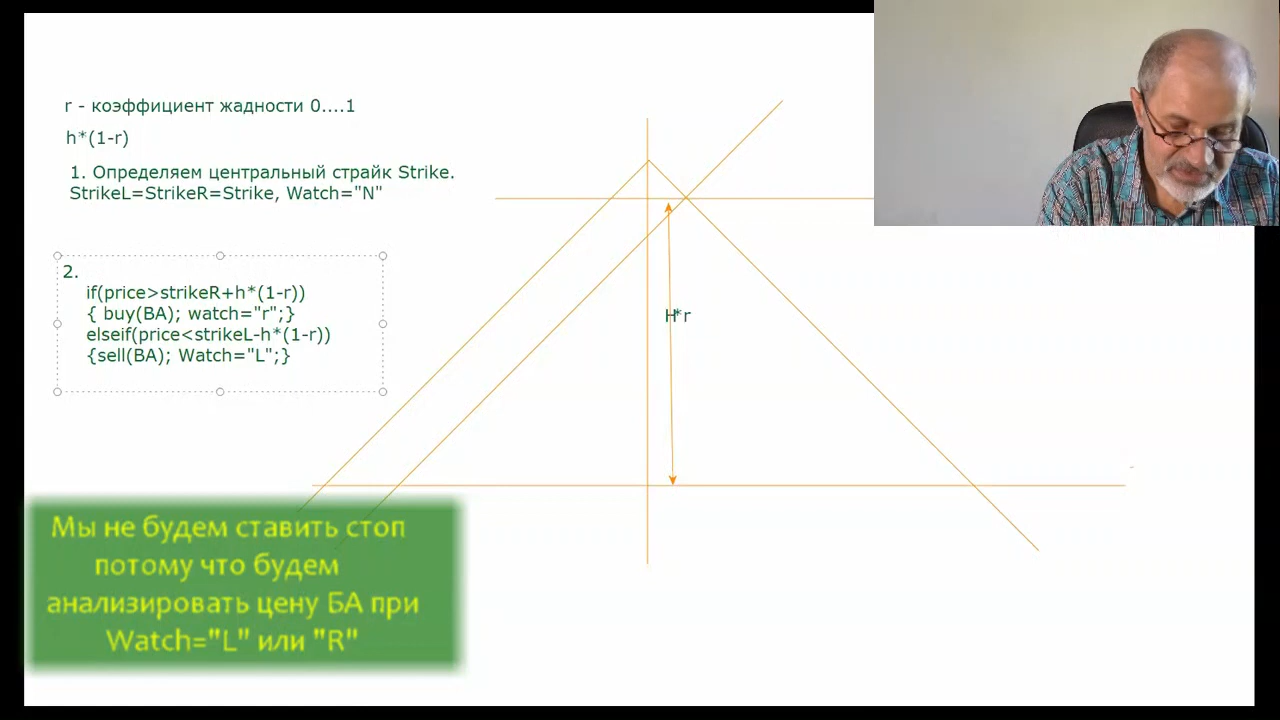 r - коэффициент жадности 0....1
h*(1-r)
1. Определяем центральный страйк Strike.
StrikeL=StrikeR=Strike, Watch="N"
2.
if(price>strikeR+h*(1-r))
{ buy(BA); watch="r";}
elseif(price<strikeL-h*(1-r))
{sell(BA); Watch="L";}
H*r
Мы не будем ставить стоп
потому что будем
анализировать цену БА при
Watch="L" или "R"